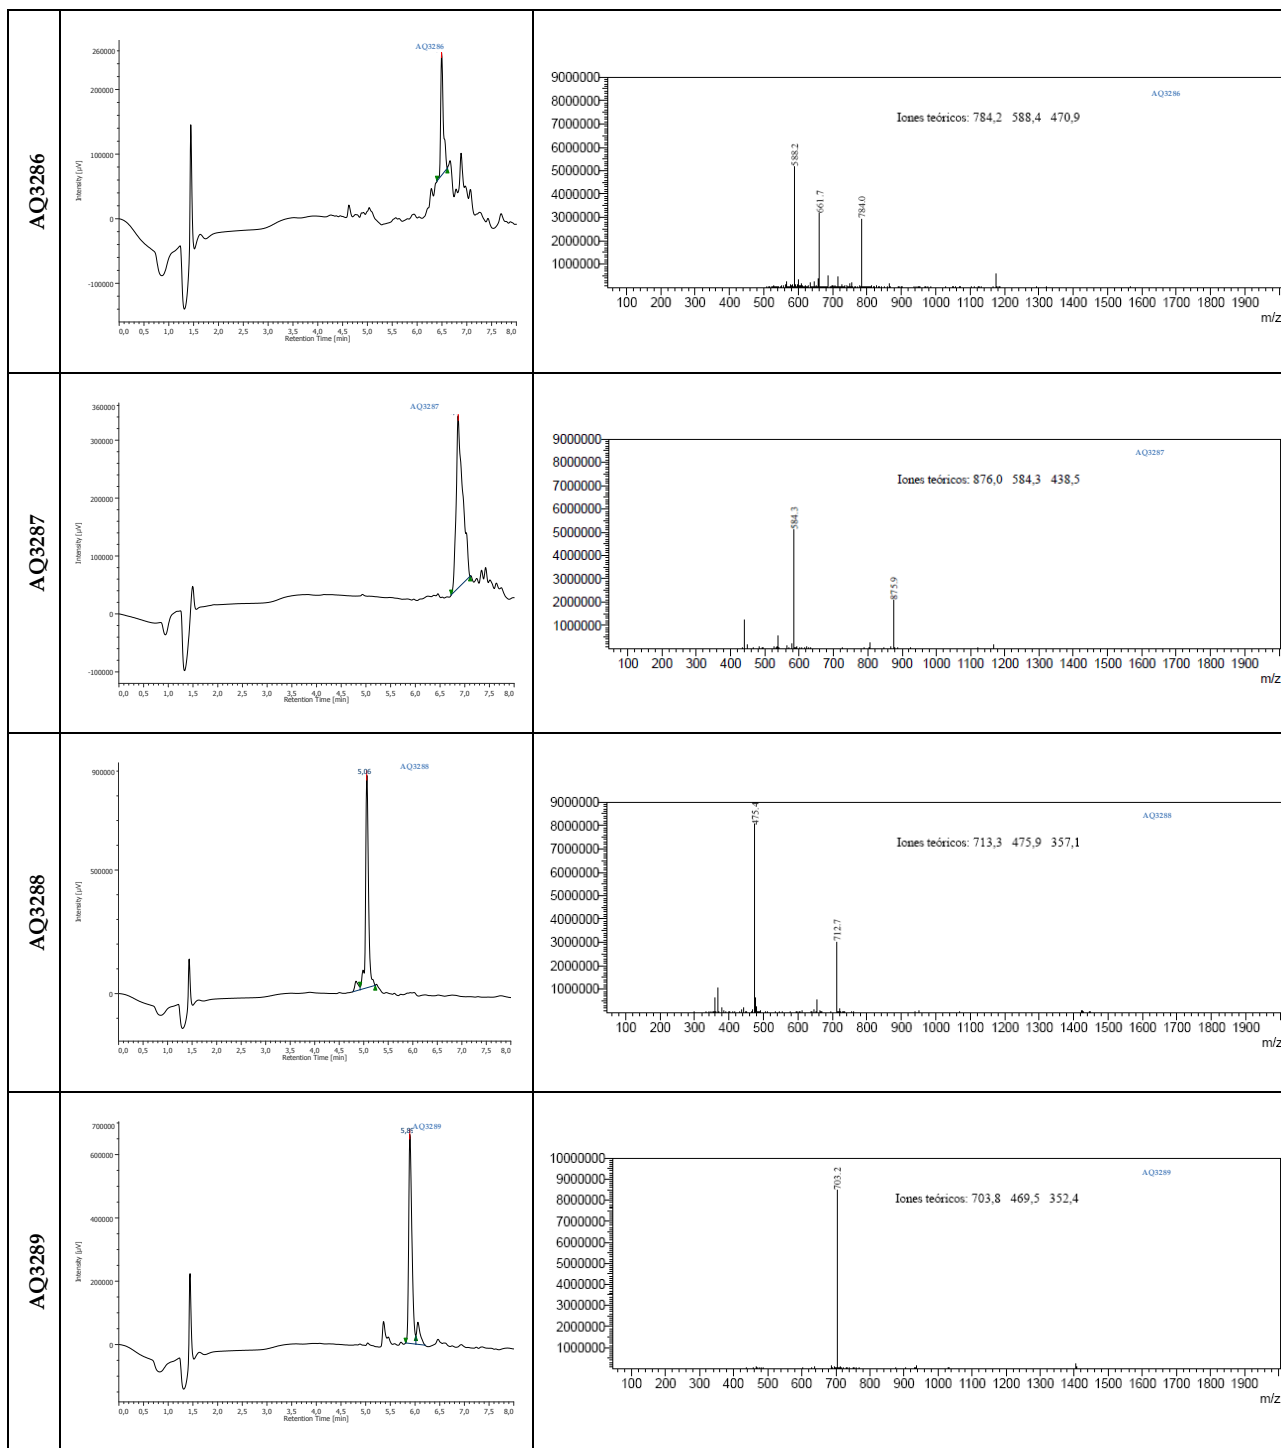 AQ3286
AQ3286
Intensity [µV]
260000
200000
100000
0
-100000
0,0 0,5 1,0 1,5 2,0 2,5 3,0 3,5 4,0 4,5 5,0 5,5 6,0 6,5 7,0 7,5 8,0
Retention Time [min]
AQ3286
Iones teóricos: 784,2 588,4 470,9
9000000
8000000
7000000
6000000
5000000
4000000
3000000
2000000
1000000
588.2
661.7
784.0
100 200 300 400 500 600 700 800 900 1000 1100 1200 1300 1400 1500 1600 1700 1800 1900
m/z
AQ3287
AQ3287
Intensity [µV]
360000
300000
200000
100000
0
-100000
0,0 0,5 1,0 1,5 2,0 2,5 3,0 3,5 4,0 4,5 5,0 5,5 6,0 6,5 7,0 7,5 8,0
Retention Time [min]
AQ3287
Iones teóricos: 876,0 584,3 438,5
9000000
8000000
7000000
6000000
5000000
4000000
3000000
2000000
1000000
584.3
875.9
100 200 300 400 500 600 700 800 900 1000 1100 1200 1300 1400 1500 1600 1700 1800 1900
m/z
AQ3288
5,06
AQ3288
Intensity [µV]
900000
500000
0
0,0 0,5 1,0 1,5 2,0 2,5 3,0 3,5 4,0 4,5 5,0 5,5 6,0 6,5 7,0 7,5 8,0
Retention Time [min]
AQ3288
Iones teóricos: 713,3 475,9 357,1
9000000
8000000
7000000
6000000
5000000
4000000
3000000
2000000
1000000
475.4
712.7
100 200 300 400 500 600 700 800 900 1000 1100 1200 1300 1400 1500 1600 1700 1800 1900
m/z
AQ3289
AQ3289
Intensity [µV]
700000
600000
400000
200000
0
0,0 0,5 1,0 1,5 2,0 2,5 3,0 3,5 4,0 4,5 5,0 5,5 6,0 6,5 7,0 7,5 8,0
Retention Time [min]
AQ3289
Iones teóricos: 703,8 469,5 352,4
10000000
9000000
8000000
7000000
6000000
5000000
4000000
3000000
2000000
1000000
703.2
100 200 300 400 500 600 700 800 900 1000 1100 1200 1300 1400 1500 1600 1700 1800 1900
m/z